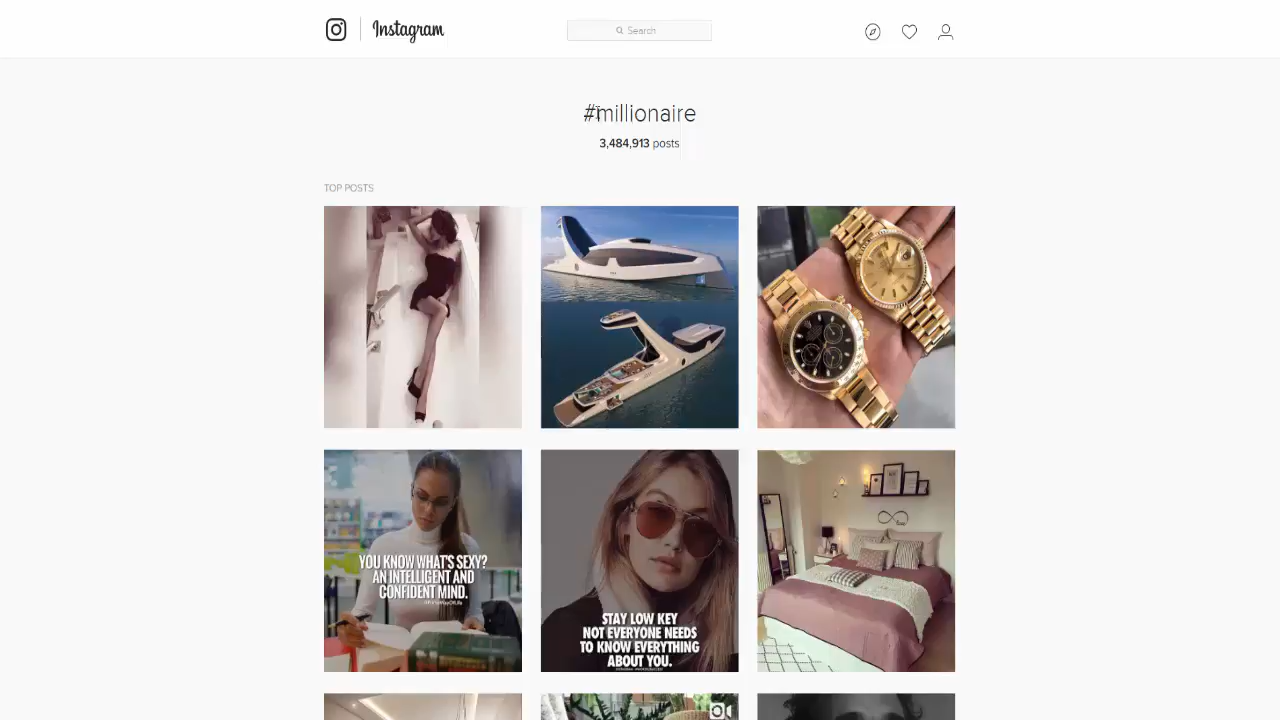 Instagram
Search
#millionaire
3,484,913 posts
TOP POSTS
YOU KNOW WHAT'S SEXY?
AN INTELLIGENT AND
CONFIDENT MIND.
STAY LOW KEY
NOT EVERYONE NEEDS
TO KNOW EVERYTHING
ABOUT YOU.